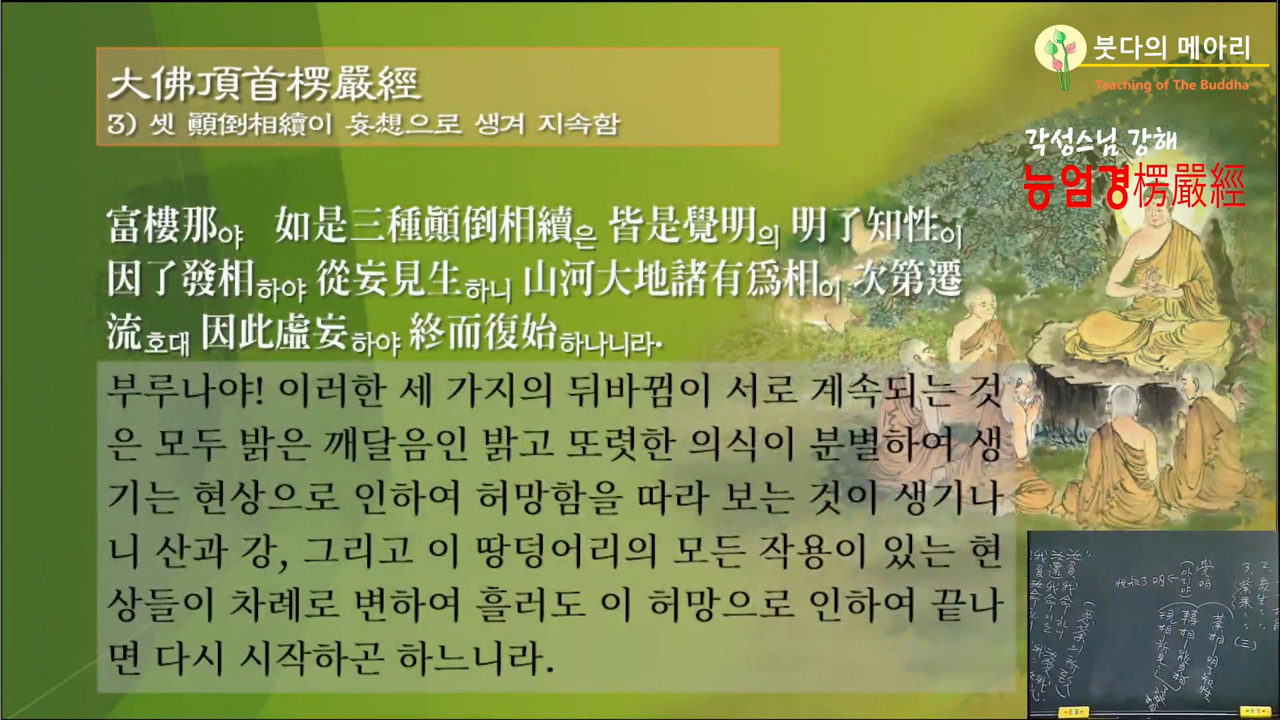 붓다의 메아리
Teaching of The Buddha
각성스님 강해
능엄경楞嚴經
大佛頂首楞嚴經
3) 셋 顚倒相續이 妄想으로 생겨 지속함
富樓那야 如是三種顚倒相續은 皆是覺明의 明了知性이
因了發相하야 從妄見生하니 山河大地諸有爲相이 次第遷
流호대 因此虛妄하야 終而復始하나니라.
부루나야! 이러한 세 가지의 뒤바뀜이 서로 계속되는 것
은 모두 밝은 깨달음인 밝고 또렷한 의식이 분별하여 생
기는 현상으로 인하여 허망함을 따라 보는 것이 생기나
니 산과 강, 그리고 이 땅덩어리의 모든 작용이 있는 현
상들이 차례로 변하여 흘러도 이 허망으로 인하여 끝나
면 다시 시작하곤 하느니라.